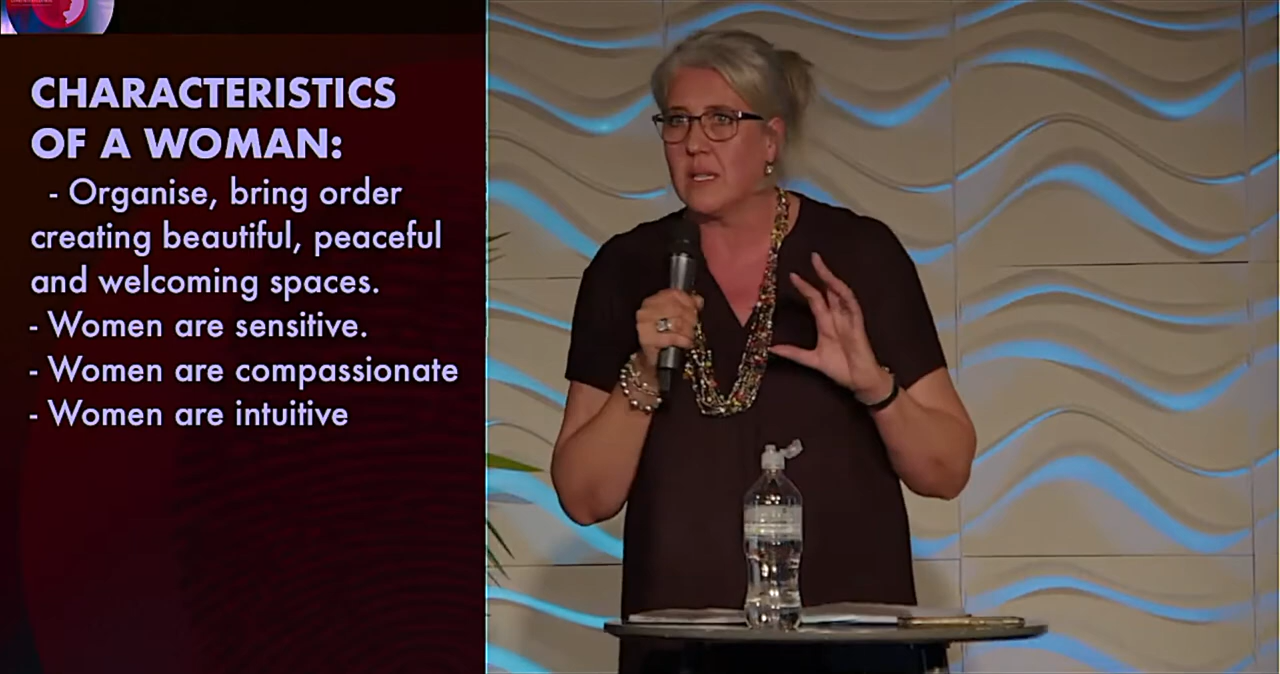 CHARACTERISTICS
OF A WOMAN:
- Organise, bring order
creating beautiful, peaceful
and welcoming spaces.
- Women are sensitive.
- Women are compassionate
- Women are intuitive